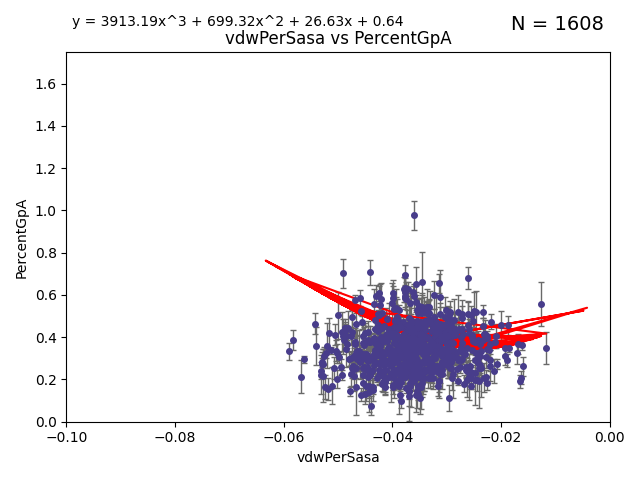 y = 3913.19x^3 + 699.32x^2 + 26.63x + 0.64
N = 1608
vdwPerSasa vs PercentGpA
PercentGpA
1.6
1.4
1.2
1.0
0.8
0.6
0.4
0.2
0.0
−0.10 −0.08 −0.06 −0.04 −0.02 0.00
vdwPerSasa